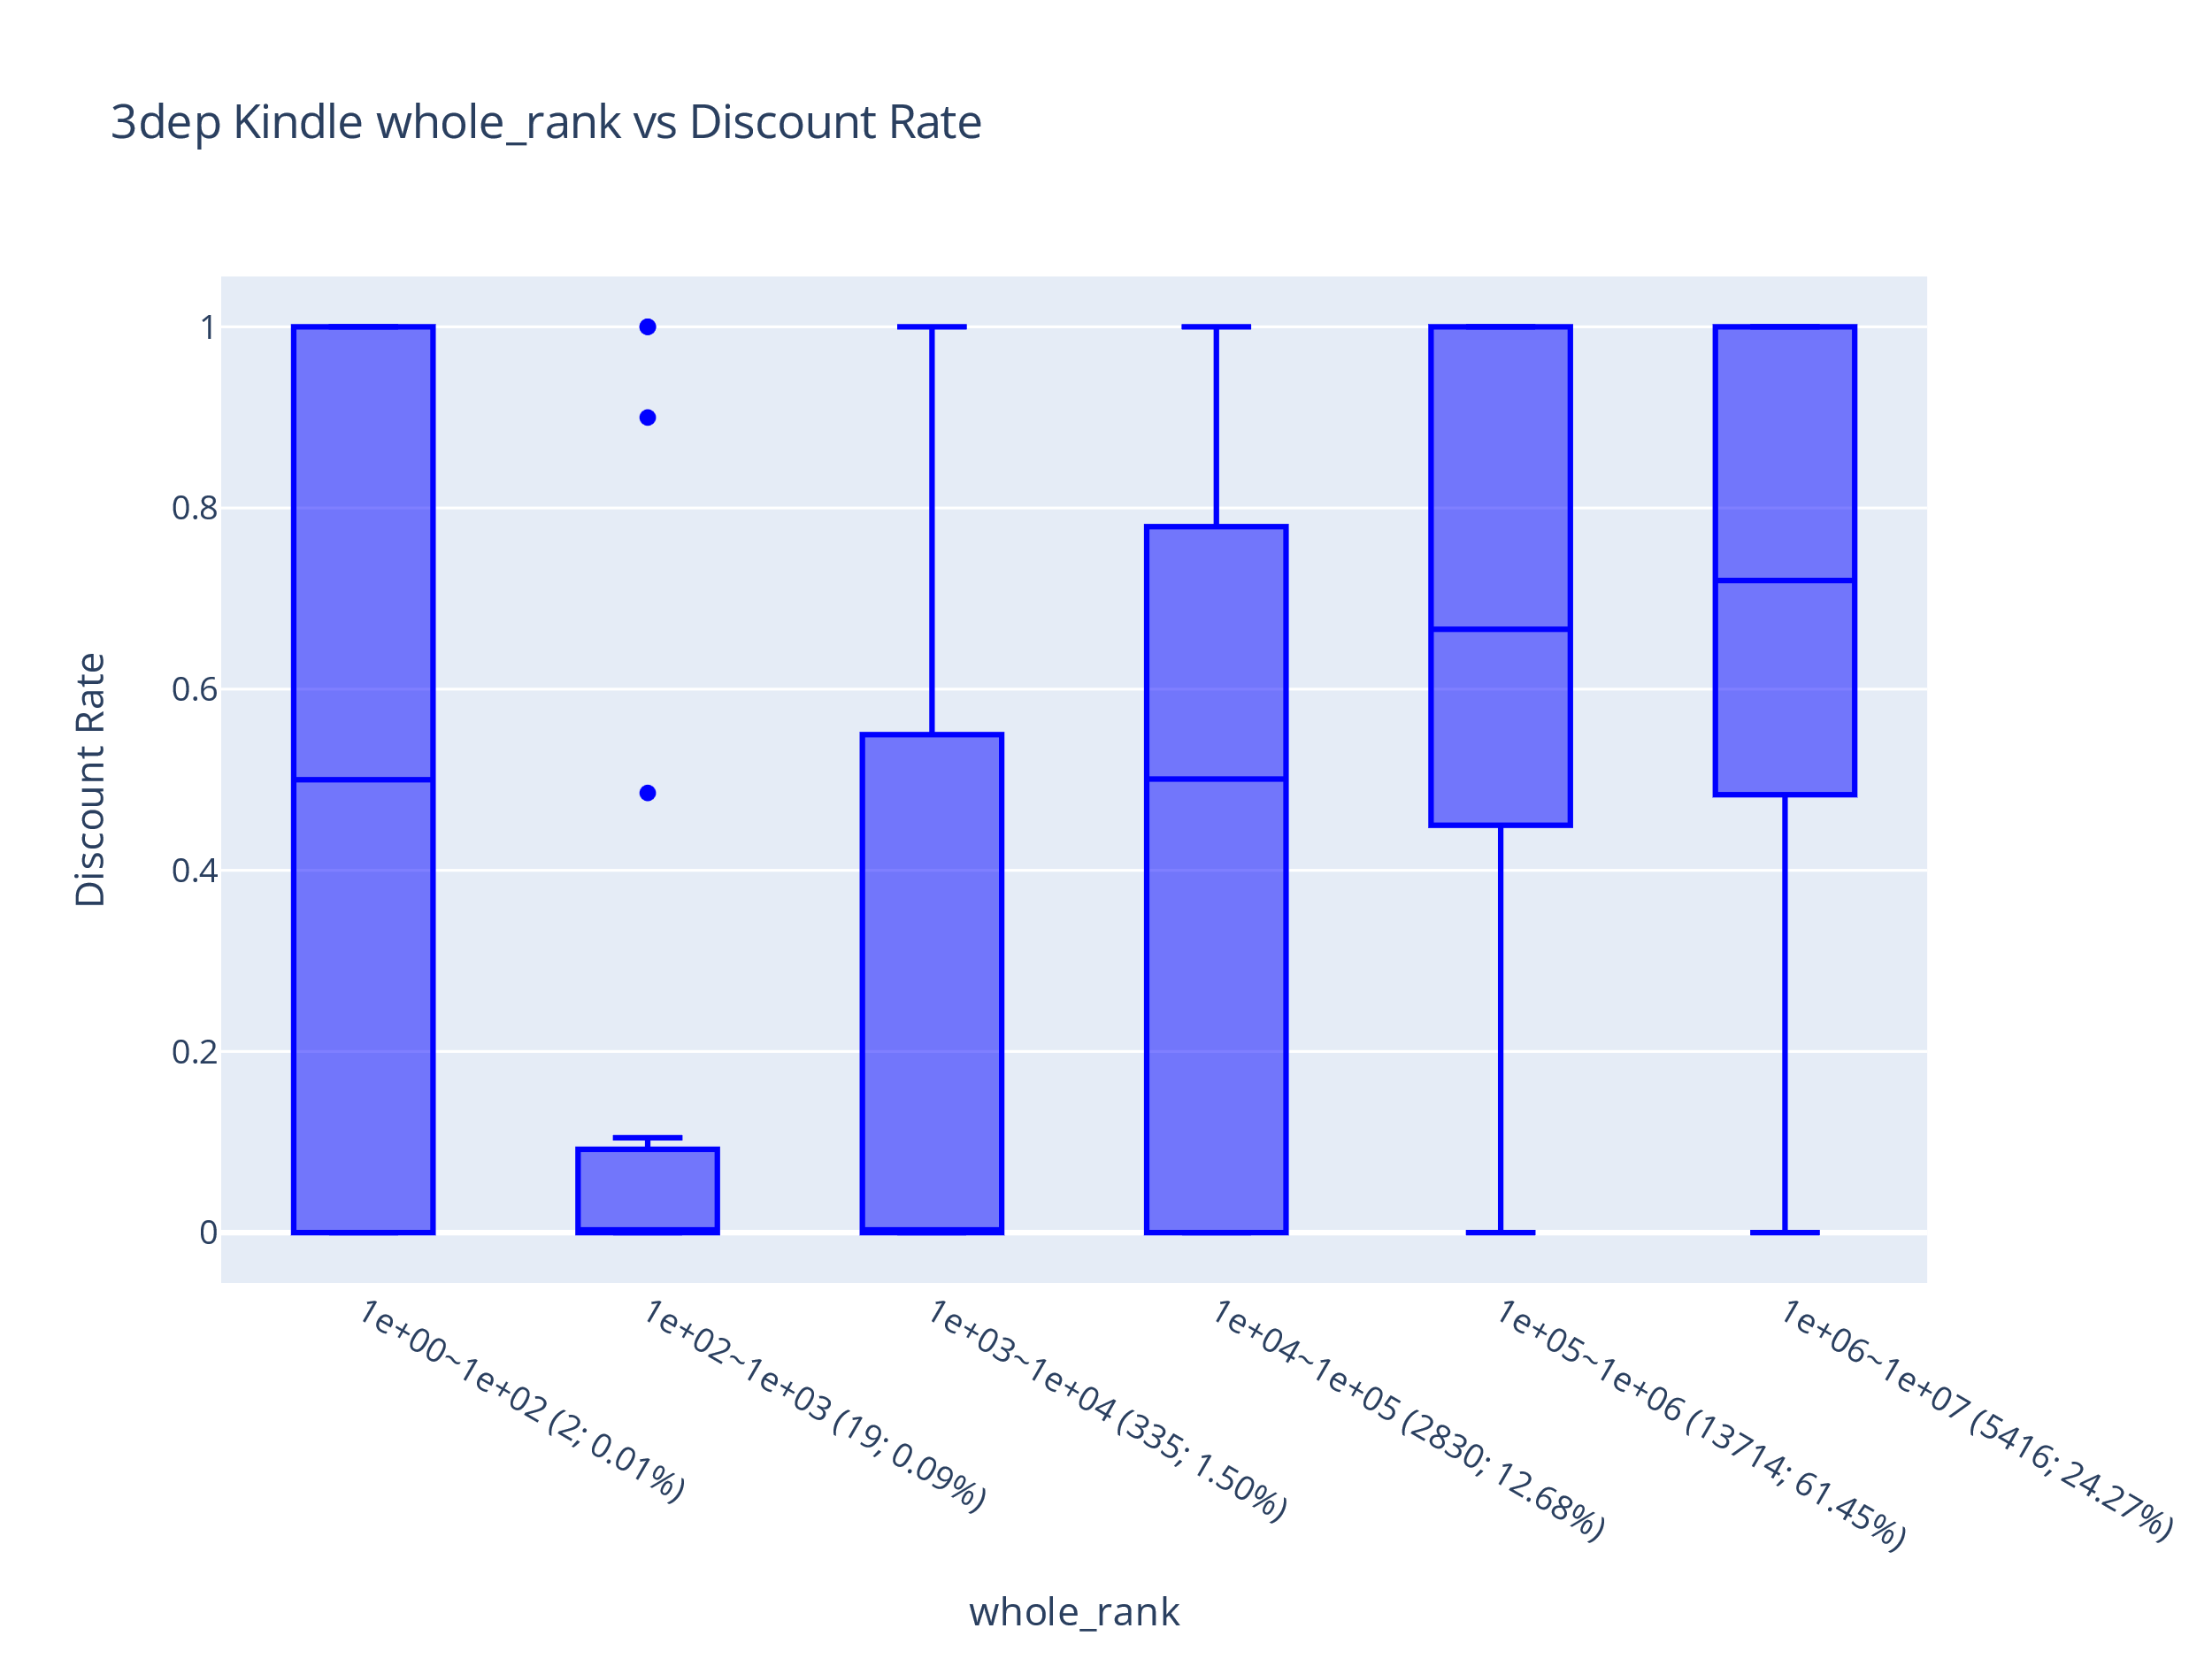 3dep Kindle whole_rank vs Discount Rate
Discount Rate
1
0.8
0.6
0.4
0.2
0
1e+00~1e+02 (2; 0.01%)
1e+02~1e+03 (19; 0.09%)
1e+03~1e+04 (335; 1.50%)
1e+04~1e+05 (2830; 12.68%)
1e+05~1e+06 (13714; 61.45%)
1e+06~1e+07 (5416; 24.27%)
whole_rank